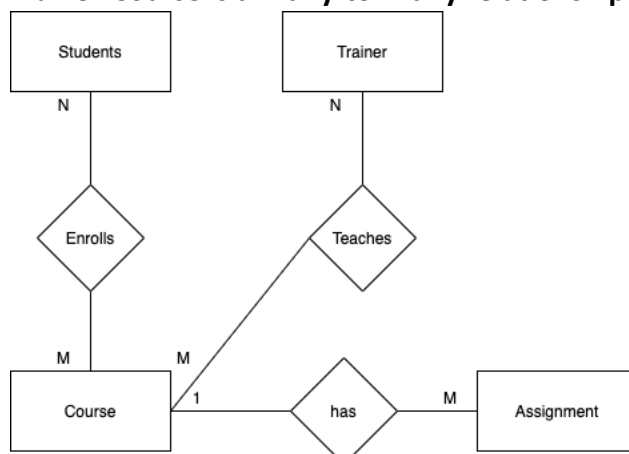 Students
Trainer
N
N
Enrolls
Teaches
M
M
Course
1
has
M
Assignment